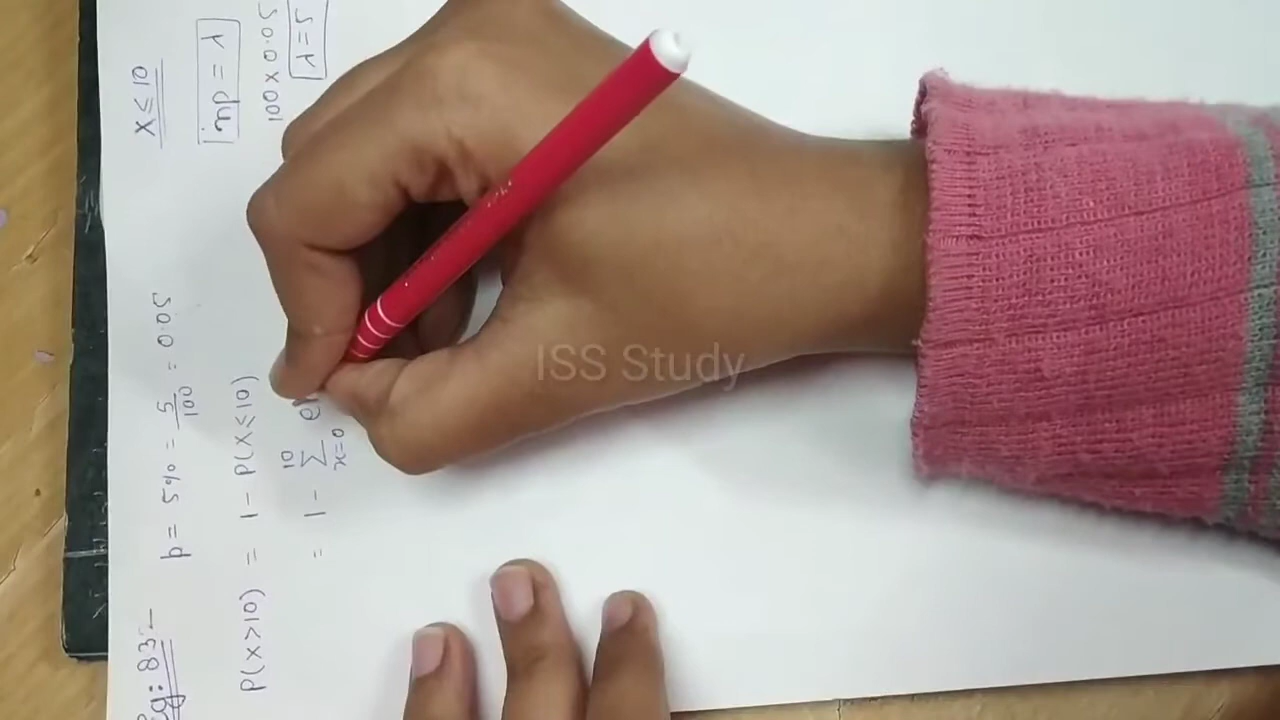 Eg: 83 –
p = 5% = 5/100 = 0.05
X ≤ 10
P(X>10) = 1 - P(X≤10)
np = λ
= 1 - 10 Σ x=0 e
100 x 0.05
5 = λ
ISS Study